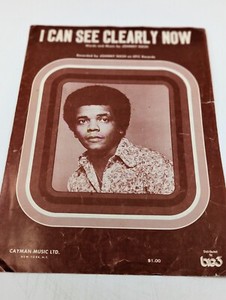 I CAN SEE CLEARLY NOW
Words and Music by JOHNNY NASH
Recorded by JOHNNY NASH on EPIC Records
CAYMAN MUSIC LTD.
NEW YORK, N.Y.
$1.00